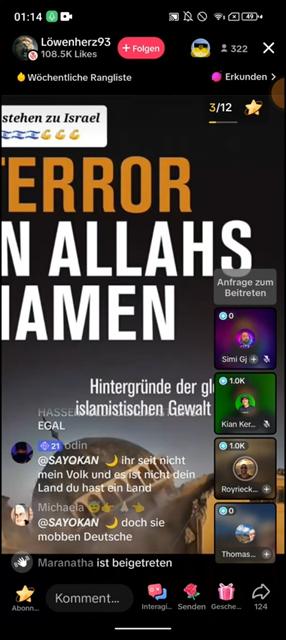 01:14
49
Löwenherz93
108.5K Likes
+ Folgen
322
Wöchentliche Rangliste
Erkunden >
stehen zu Israel
3/12
TERROR
N ALLAHS
NAMEN
Anfrage zum
Beitreten
Hintergründe der gl
islamistischen Gewalt
0
Simi Gj
1.0K
Kian Ker...
1.0K
Royrieck...
0
Thomas...
EGAL
21 odin
@SAYOKAN 🌙 ihr seit nicht
mein Volk und es ist nicht dein
Land du hast ein Land
Michaela
@SAYOKAN 🌙 doch sie
mobben Deutsche
Maranatha ist beigetreten
Abonn...
Komment...
Interagi...
Senden
Gesche...
124